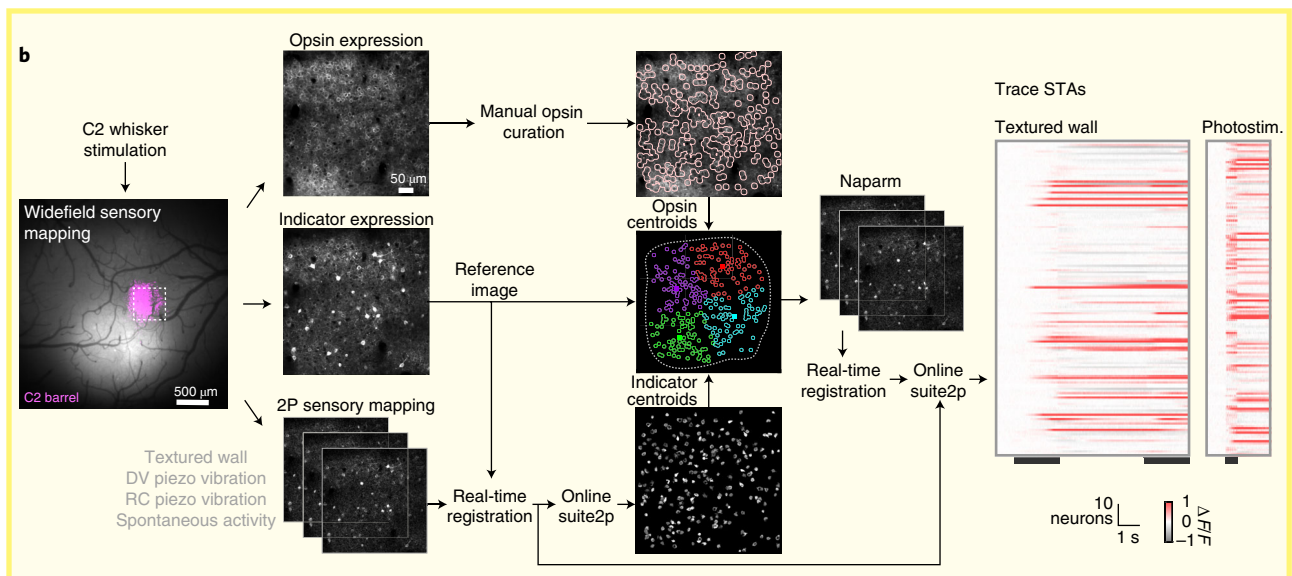 b
C2 whisker
stimulation
Widefield sensory
mapping
C2 barrel
500 μm
Opsin expression
50 μm
Manual opsin
curation
Indicator expression
Reference
image
2P sensory mapping
Textured wall
DV piezo vibration
RC piezo vibration
Spontaneous activity
Real-time
registration
Online
suite2p
Opsin
centroids
Indicator
centroids
Naparm
Real-time
registration
Online
suite2p
Trace STAs
Textured wall
Photostim.
10
neurons
1 s
1
0
−1
ΔF/F